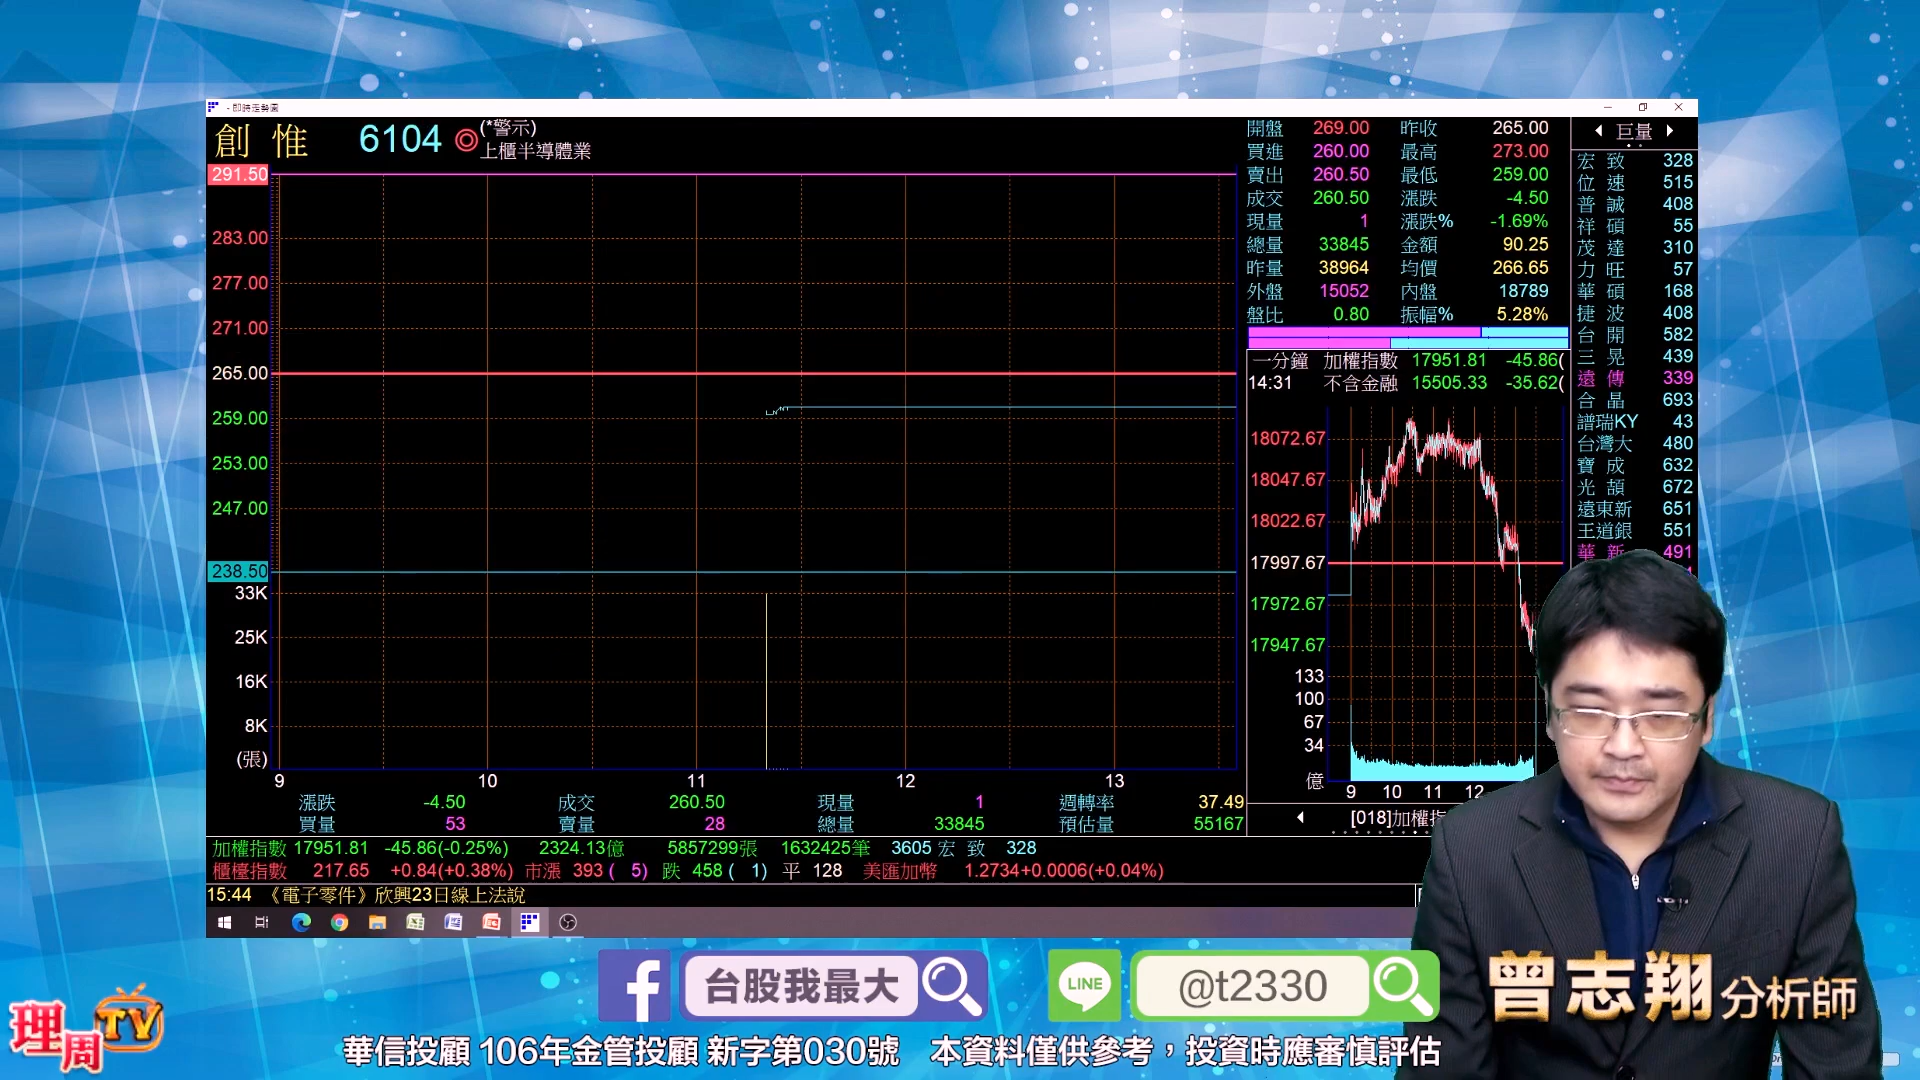 - 即時走勢圖
創 惟 6104 ◎ (*警示)
上櫃半導體業
291.50
283.00
277.00
271.00
265.00
259.00
253.00
247.00
238.50
33K
25K
16K
8K
(張)
9 10 11 12 13
開盤 269.00 昨收 265.00
買進 260.00 最高 273.00
賣出 260.50 最低 259.00
成交 260.50 漲跌 -4.50
現量 1 漲跌% -1.69%
總量 33845 金額 90.25
昨量 38964 均價 266.65
外盤 15052 內盤 18789
盤比 0.80 振幅% 5.28%
一分鐘 加權指數 17951.81 -45.86(
14:31 不含金融 15505.33 -35.62(
18072.67
18047.67
18022.67
17997.67
17972.67
17947.67
133
100
67
34
億
9 10 11 12
[018]加權指
巨量
宏 致 328
位 速 515
普 誠 408
祥 碩 55
茂 達 310
力 旺 57
華 碩 168
捷 波 408
台 開 582
三 晃 439
遠 傳 339
合 晶 693
譜瑞KY 43
台灣大 480
寶 成 632
光 頡 672
遠東新 651
王道銀 551
華 新 491
漲跌 -4.50 成交 260.50 現量 1 週轉率 37.49
買量 53 賣量 28 總量 33845 預估量 55167
加權指數 17951.81 -45.86(-0.25%) 2324.13億 5857299張 1632425筆 3605 宏 致 328
櫃檯指數 217.65 +0.84(+0.38%) 市漲 393 ( 5) 跌 458 ( 1) 平 128 美匯加幣 1.2734+0.0006(+0.04%)
15:44 《電子零件》欣興23日線上法說
f 台股我最大
LINE @t2330
曾志翔 分析師
理周TV
華信投顧 106年金管投顧 新字第030號 本資料僅供參考，投資時應審慎評估